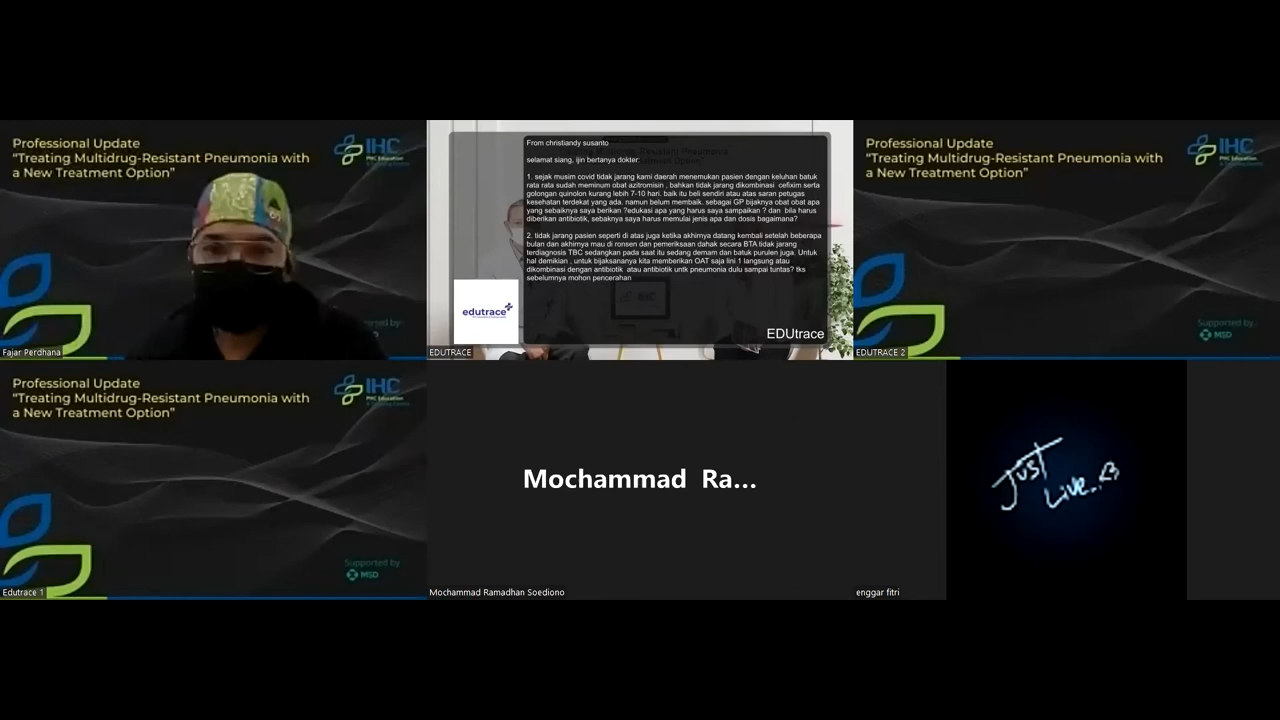 Professional Update
"Treating Multidrug-Resistant Pneumonia with
a New Treatment Option"
IHC
PHC Education
Fajar Perdhana
From christiandy susanto
selamat siang, ijin bertanya dokter:
1. sejak musim covid tidak jarang kami daerah menemukan pasien dengan keluhan batuk
rata rata sudah meminum obat azitromisin , bahkan tidak jarang dikombinasi cefixim serta
golongan quinolon kurang lebih 7-10 hari. baik itu beli sendiri atau atas saran petugas
kesehatan terdekat yang ada. namun belum membaik. sebagai GP bijaknya obat obat apa
yang sebaiknya saya berikan ?edukasi apa yang harus saya sampaikan ? dan bila harus
diberikan antibiotik, sebaknya saya harus memulai jenis apa dan dosis bagaimana?
2. tidak jarang pasien seperti di atas juga ketika akhirnya datang kembali setelah beberapa
bulan dan akhirnya mau di ronsen dan pemeriksaan dahak secara BTA tidak jarang
terdiagnosis TBC sedangkan pada saat itu sedang demam dan batuk purulen juga. Untuk
hal demikian , untuk bijaksananya kita memberikan OAT saja lini 1 langsung atau
dikombinasi dengan antibiotik atau antibiotik untk pneumonia dulu sampai tuntas? tks
sebelumnya mohon pencerahan
IHC
edutrace
EDUtrace
EDUTRACE
Professional Update
"Treating Multidrug-Resistant Pneumonia with
a New Treatment Option"
IHC
PHC Education
Supported by:
MSD
EDUTRACE 2
Professional Update
"Treating Multidrug-Resistant Pneumonia with
a New Treatment Option"
IHC
PHC Education
Supported by
MSD
Edutrace 1
Mochammad Ra...
Mochammad Ramadhan Soediono
Just
Live..<3
enggar fitri